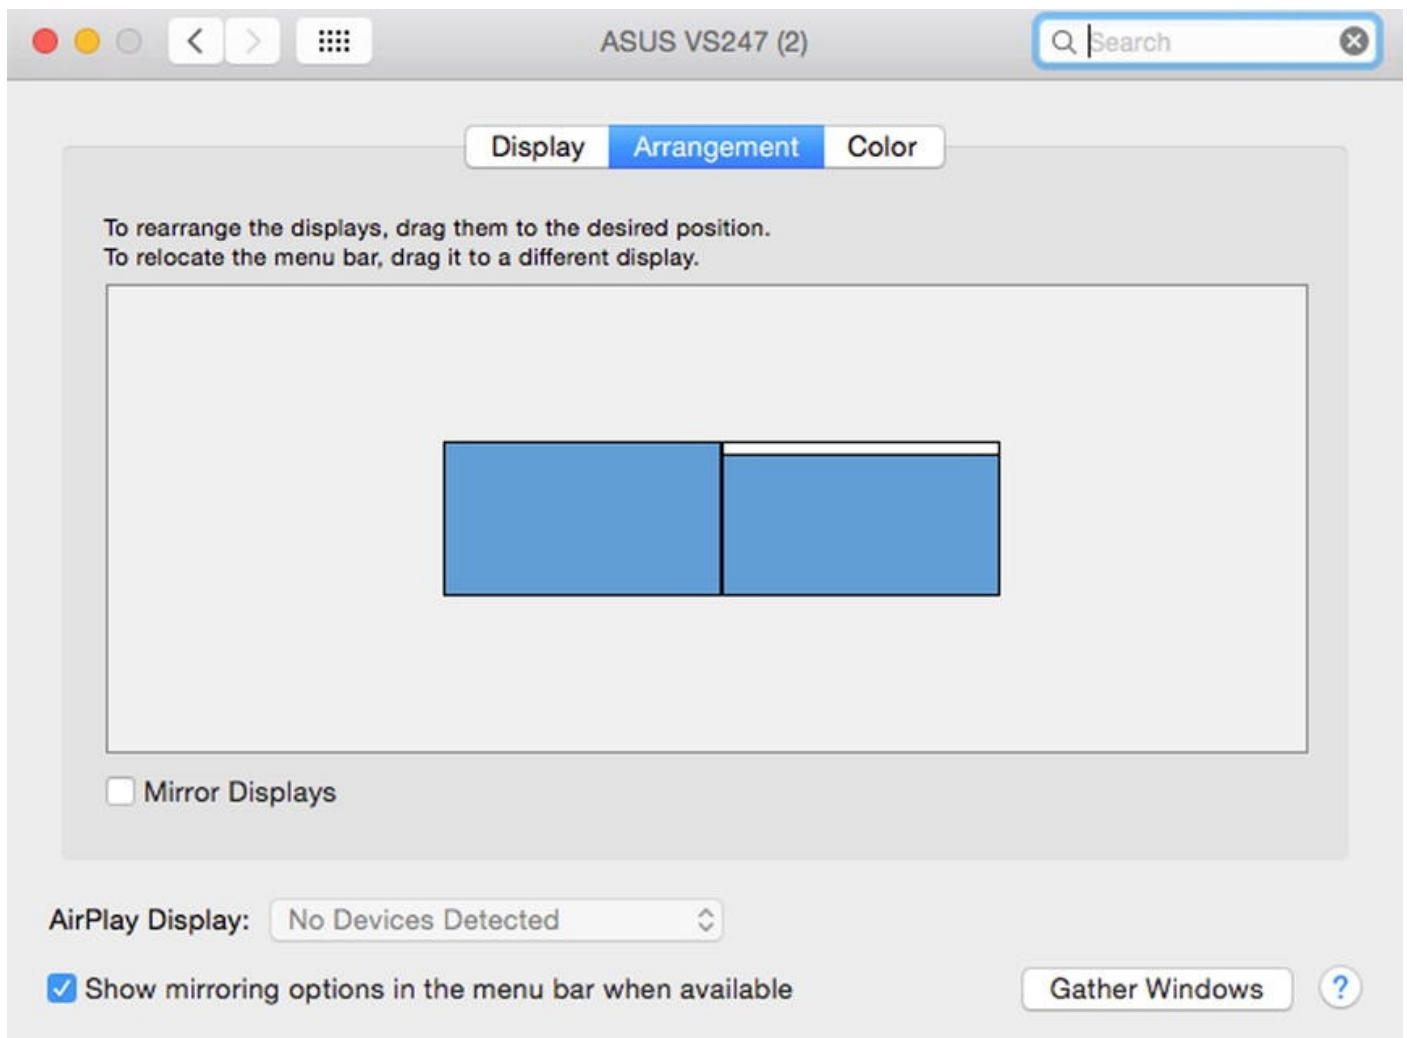 ASUS VS247 (2)
Search
Display Arrangement Color
To rearrange the displays, drag them to the desired position.
To relocate the menu bar, drag it to a different display.
Mirror Displays
AirPlay Display: No Devices Detected
Show mirroring options in the menu bar when available
Gather Windows ?